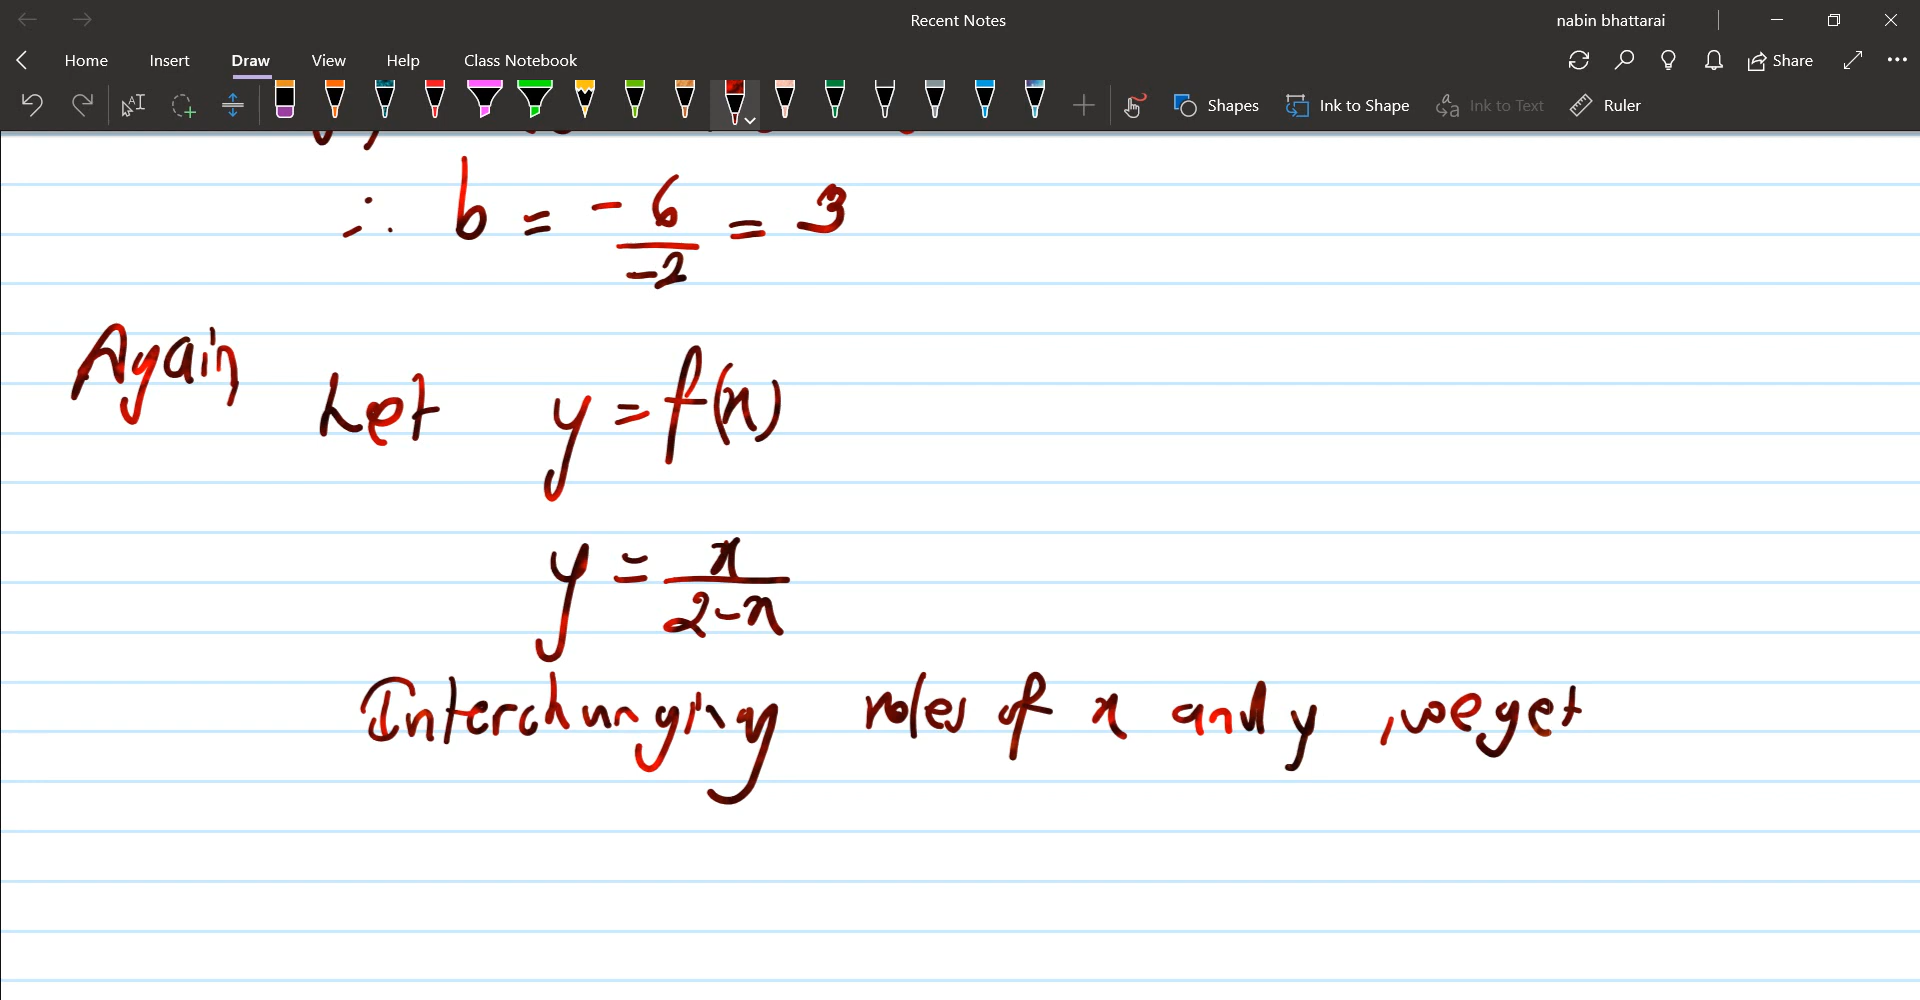 Recent Notes
nabin bhattarai
Home Insert Draw View Help Class Notebook
Share
Shapes Ink to Shape Ink to Text Ruler
∴ b = -6/-2 = 3
Again Let y = f(x)
y = x/2-x
Interchanging roles of x and y , we get